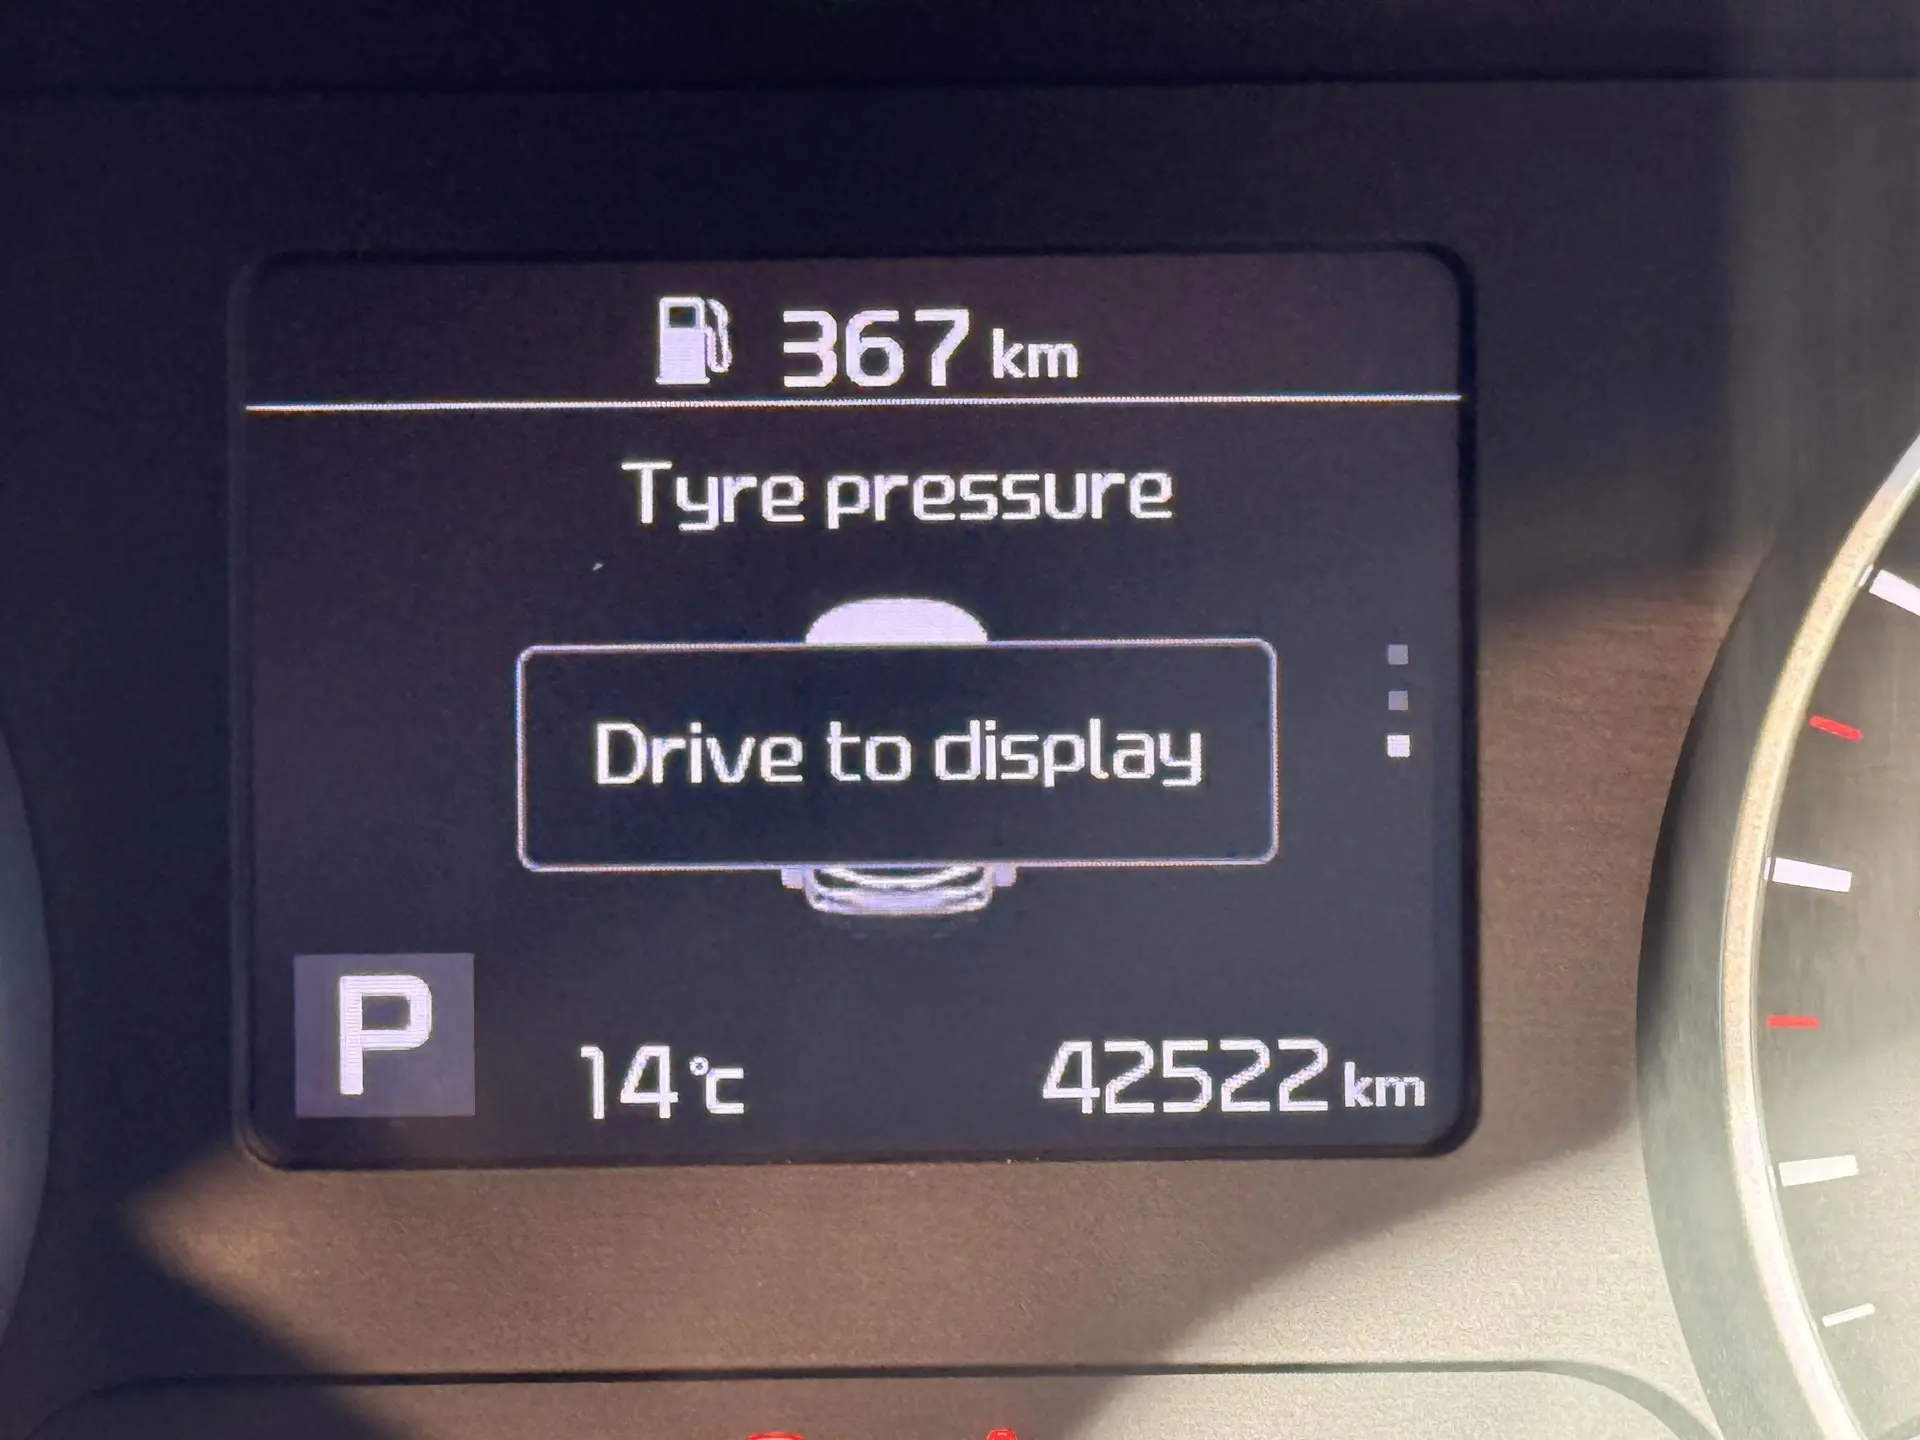 367 km
Tyre pressure
Drive to display
P 14°C 42522 km